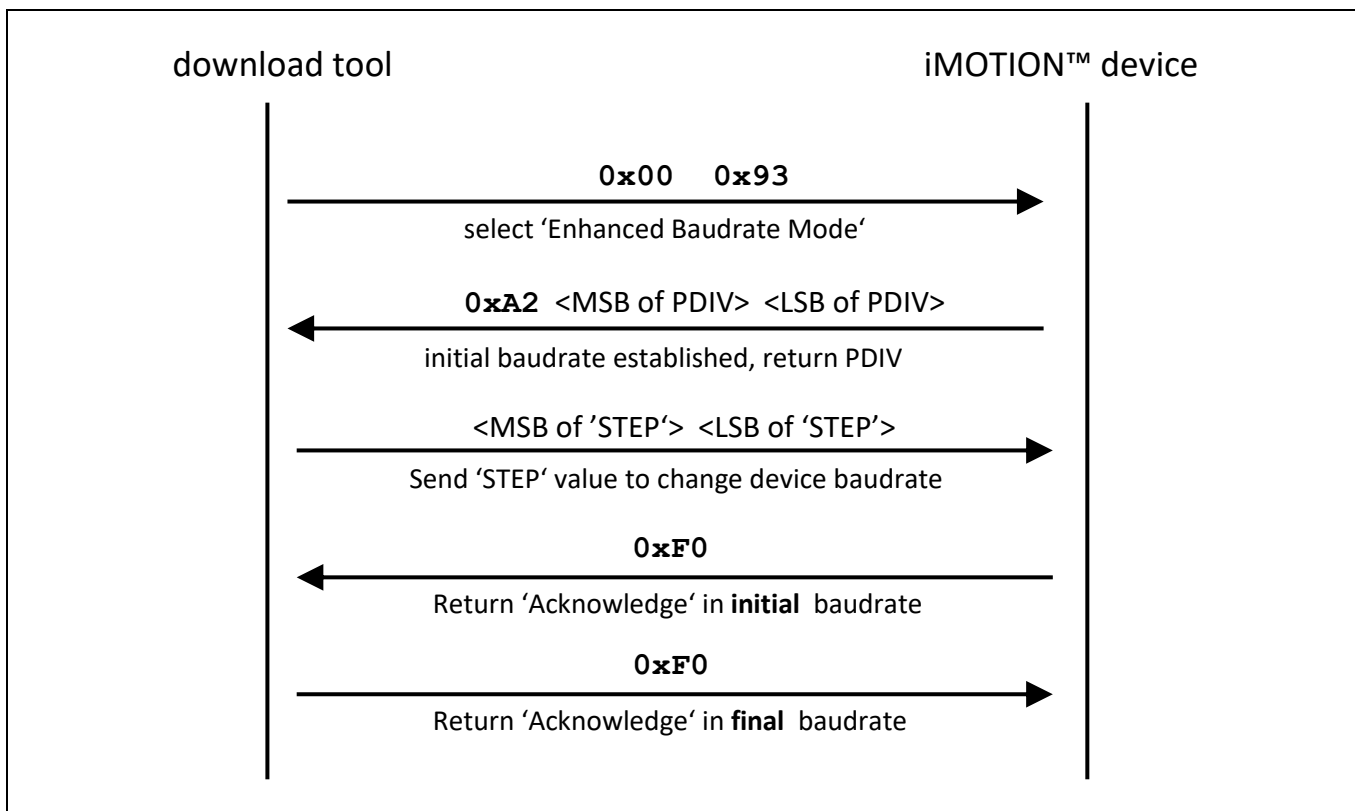 download tool
iMOTION™ device
0x00 0x93
select ‘Enhanced Baudrate Mode‘
0xA2 <MSB of PDIV> <LSB of PDIV>
initial baudrate established, return PDIV
<MSB of ’STEP‘> <LSB of ‘STEP’>
Send ‘STEP‘ value to change device baudrate
0xF0
Return ‘Acknowledge‘ in initial baudrate
0xF0
Return ‘Acknowledge‘ in final baudrate